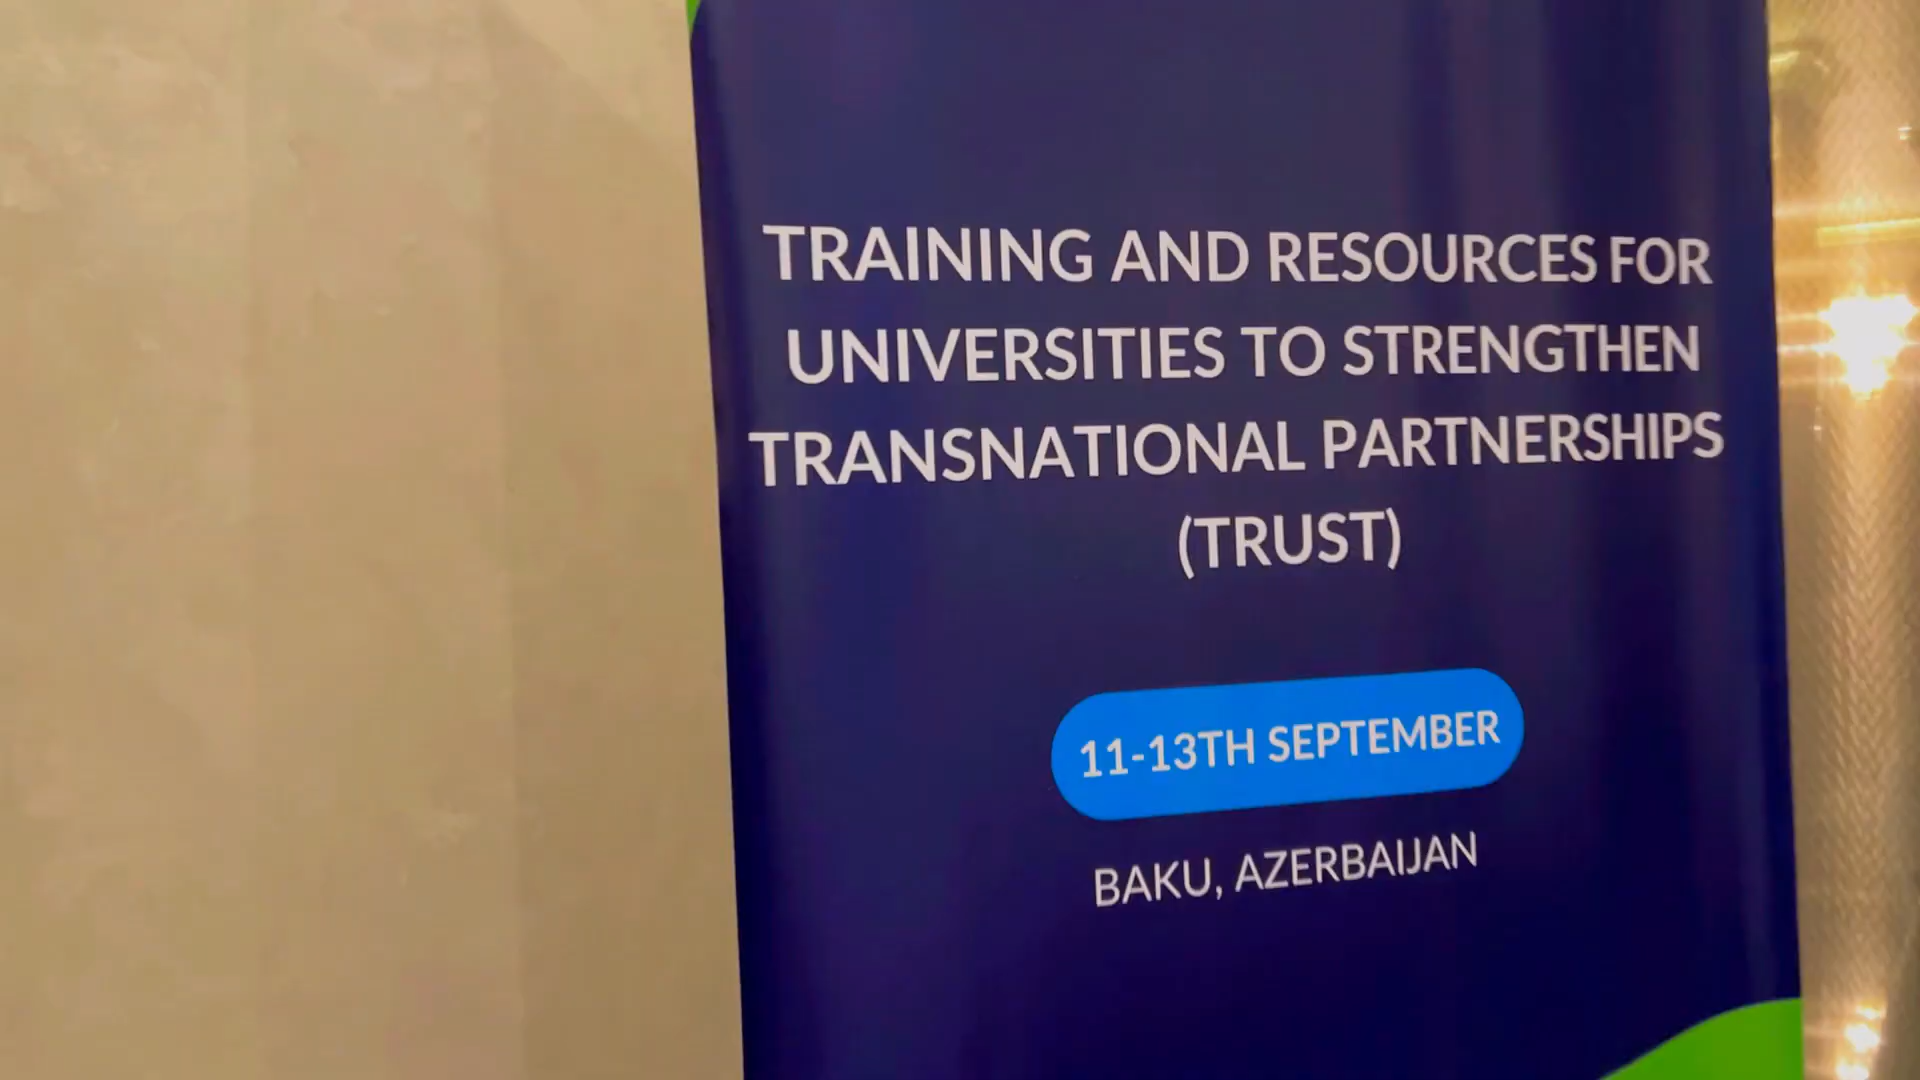 TRAINING AND RESOURCES FOR
UNIVERSITIES TO STRENGTHEN
TRANSNATIONAL PARTNERSHIPS
(TRUST)
11-13TH SEPTEMBER
BAKU, AZERBAIJAN